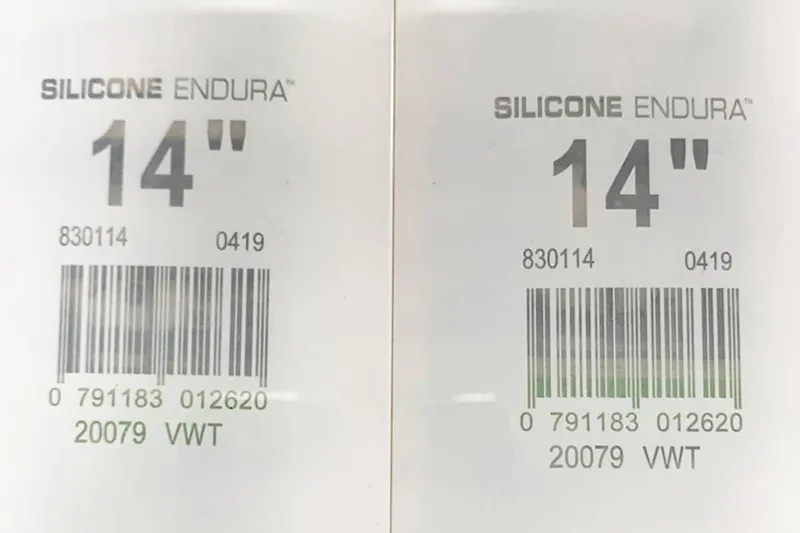 SILICONE ENDURA™
14"
830114 0419
0 791183 012620
20079 VWT
SILICONE ENDURA™
14"
830114 0419
0 791183 012620
20079 VWT